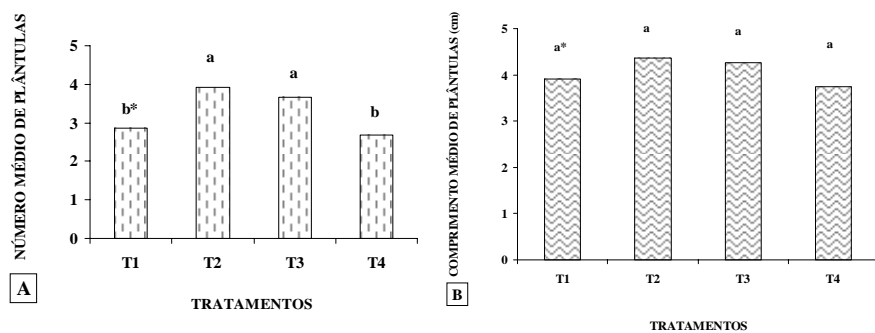 NÚMERO MÉDIO DE PLÂNTULAS
5
4
3
2
1
0
b*
a
a
b
T1 T2 T3 T4
TRATAMENTOS
A
COMPRIMENTO MÉDIO DE PLÂNTULAS (cm)
5
4
3
2
1
0
a*
a
a
a
T1 T2 T3 T4
TRATAMENTOS
B